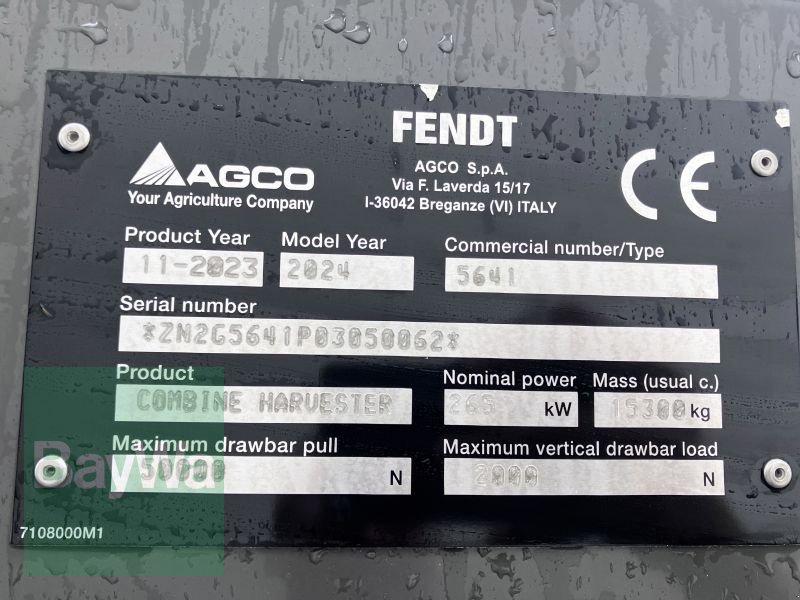 FENDT
AGCO
Your Agriculture Company
AGCO S.p.A.
Via F. Laverda 15/17
I-36042 Breganze (VI) ITALY
CE
Product Year Model Year Commercial number/Type
11-2023 2024 5641
Serial number
*ZN2G5641P03050062*
Product Nominal power Mass (usual c.)
COMBINE HARVESTER 265 kW 15300 kg
Maximum drawbar pull Maximum vertical drawbar load
50000 N 2000 N
BayWa
7108000M1